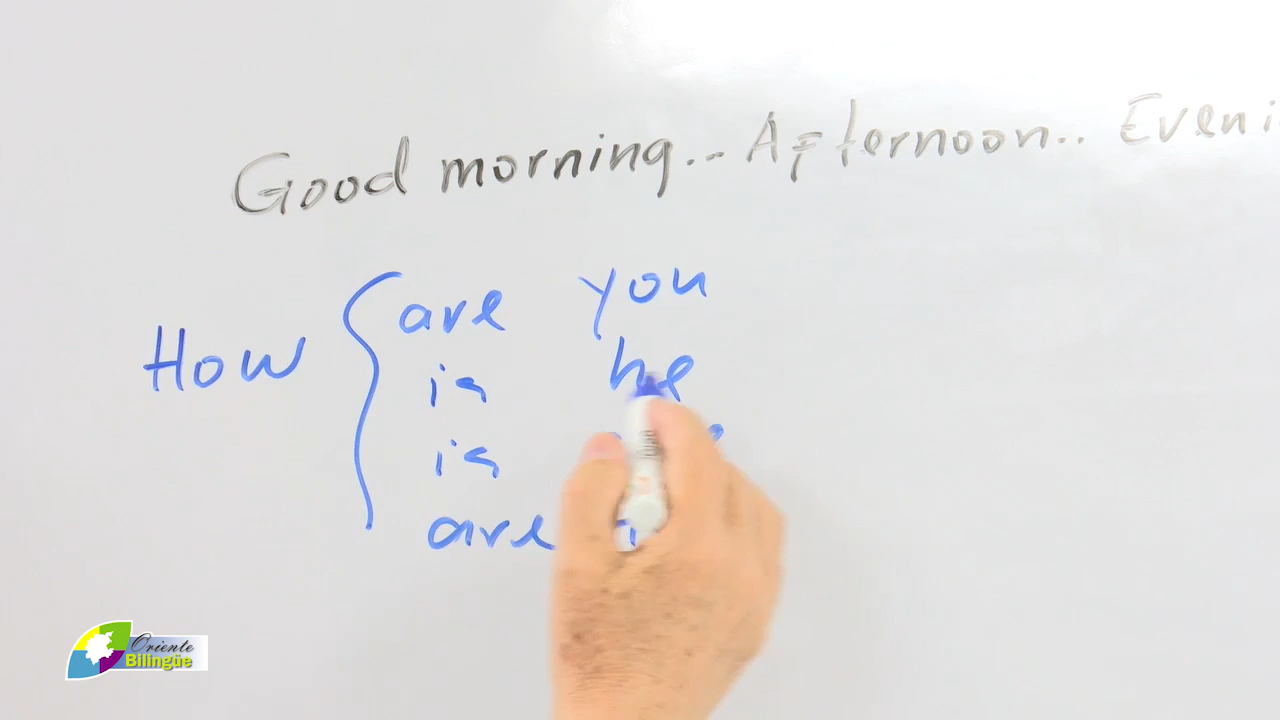 Good morning... Afternoon.. Eveni
How
are you
is he
is
are
Oriente
Bilingüe